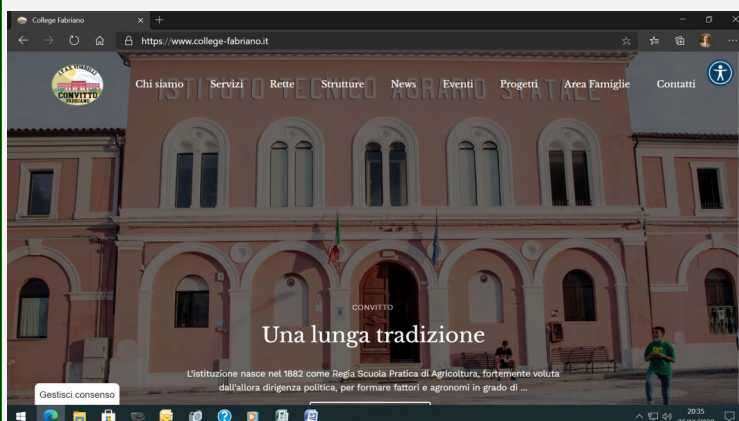 College Fabriano
https://www.college-fabriano.it
CONVITTO
FABRIANO
Chi siamo
Servizi
Rette
Strutture
News
Eventi
Progetti
Area Famiglie
Contatti
ISTITUTO TECNICO AGRARIO STATALE
CONVITTO
Una lunga tradizione
L'istituzione nasce nel 1882 come Regia Scuola Pratica di Agricoltura, fortemente voluta
dall'allora dirigenza politica, per formare fattori e agronomi in grado di ...
Gestisci consenso
20:35